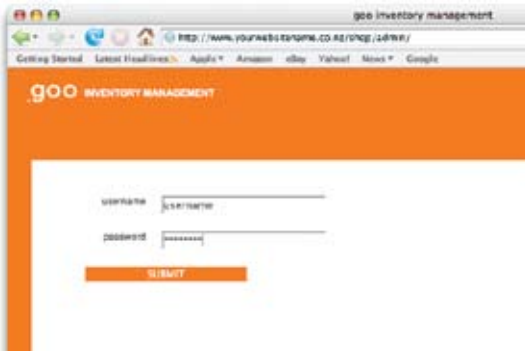 goo inventory management
http://www.yourwebsitename.co.nz/shop/admin/
Getting Started Latest Headlines Apple Amazon eBay Yahoo! News Google
.goo INVENTORY MANAGEMENT
username username
password ••••••••
SUBMIT